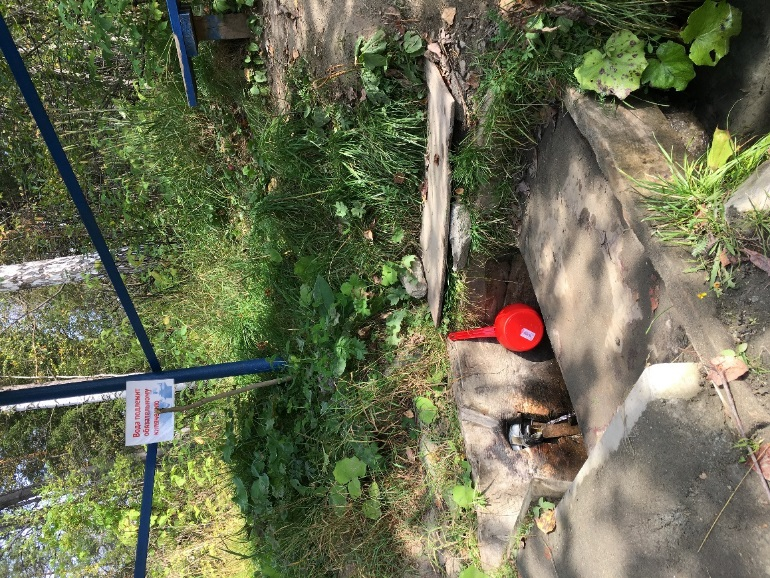 Вода подлежит
обязательному
кипячению